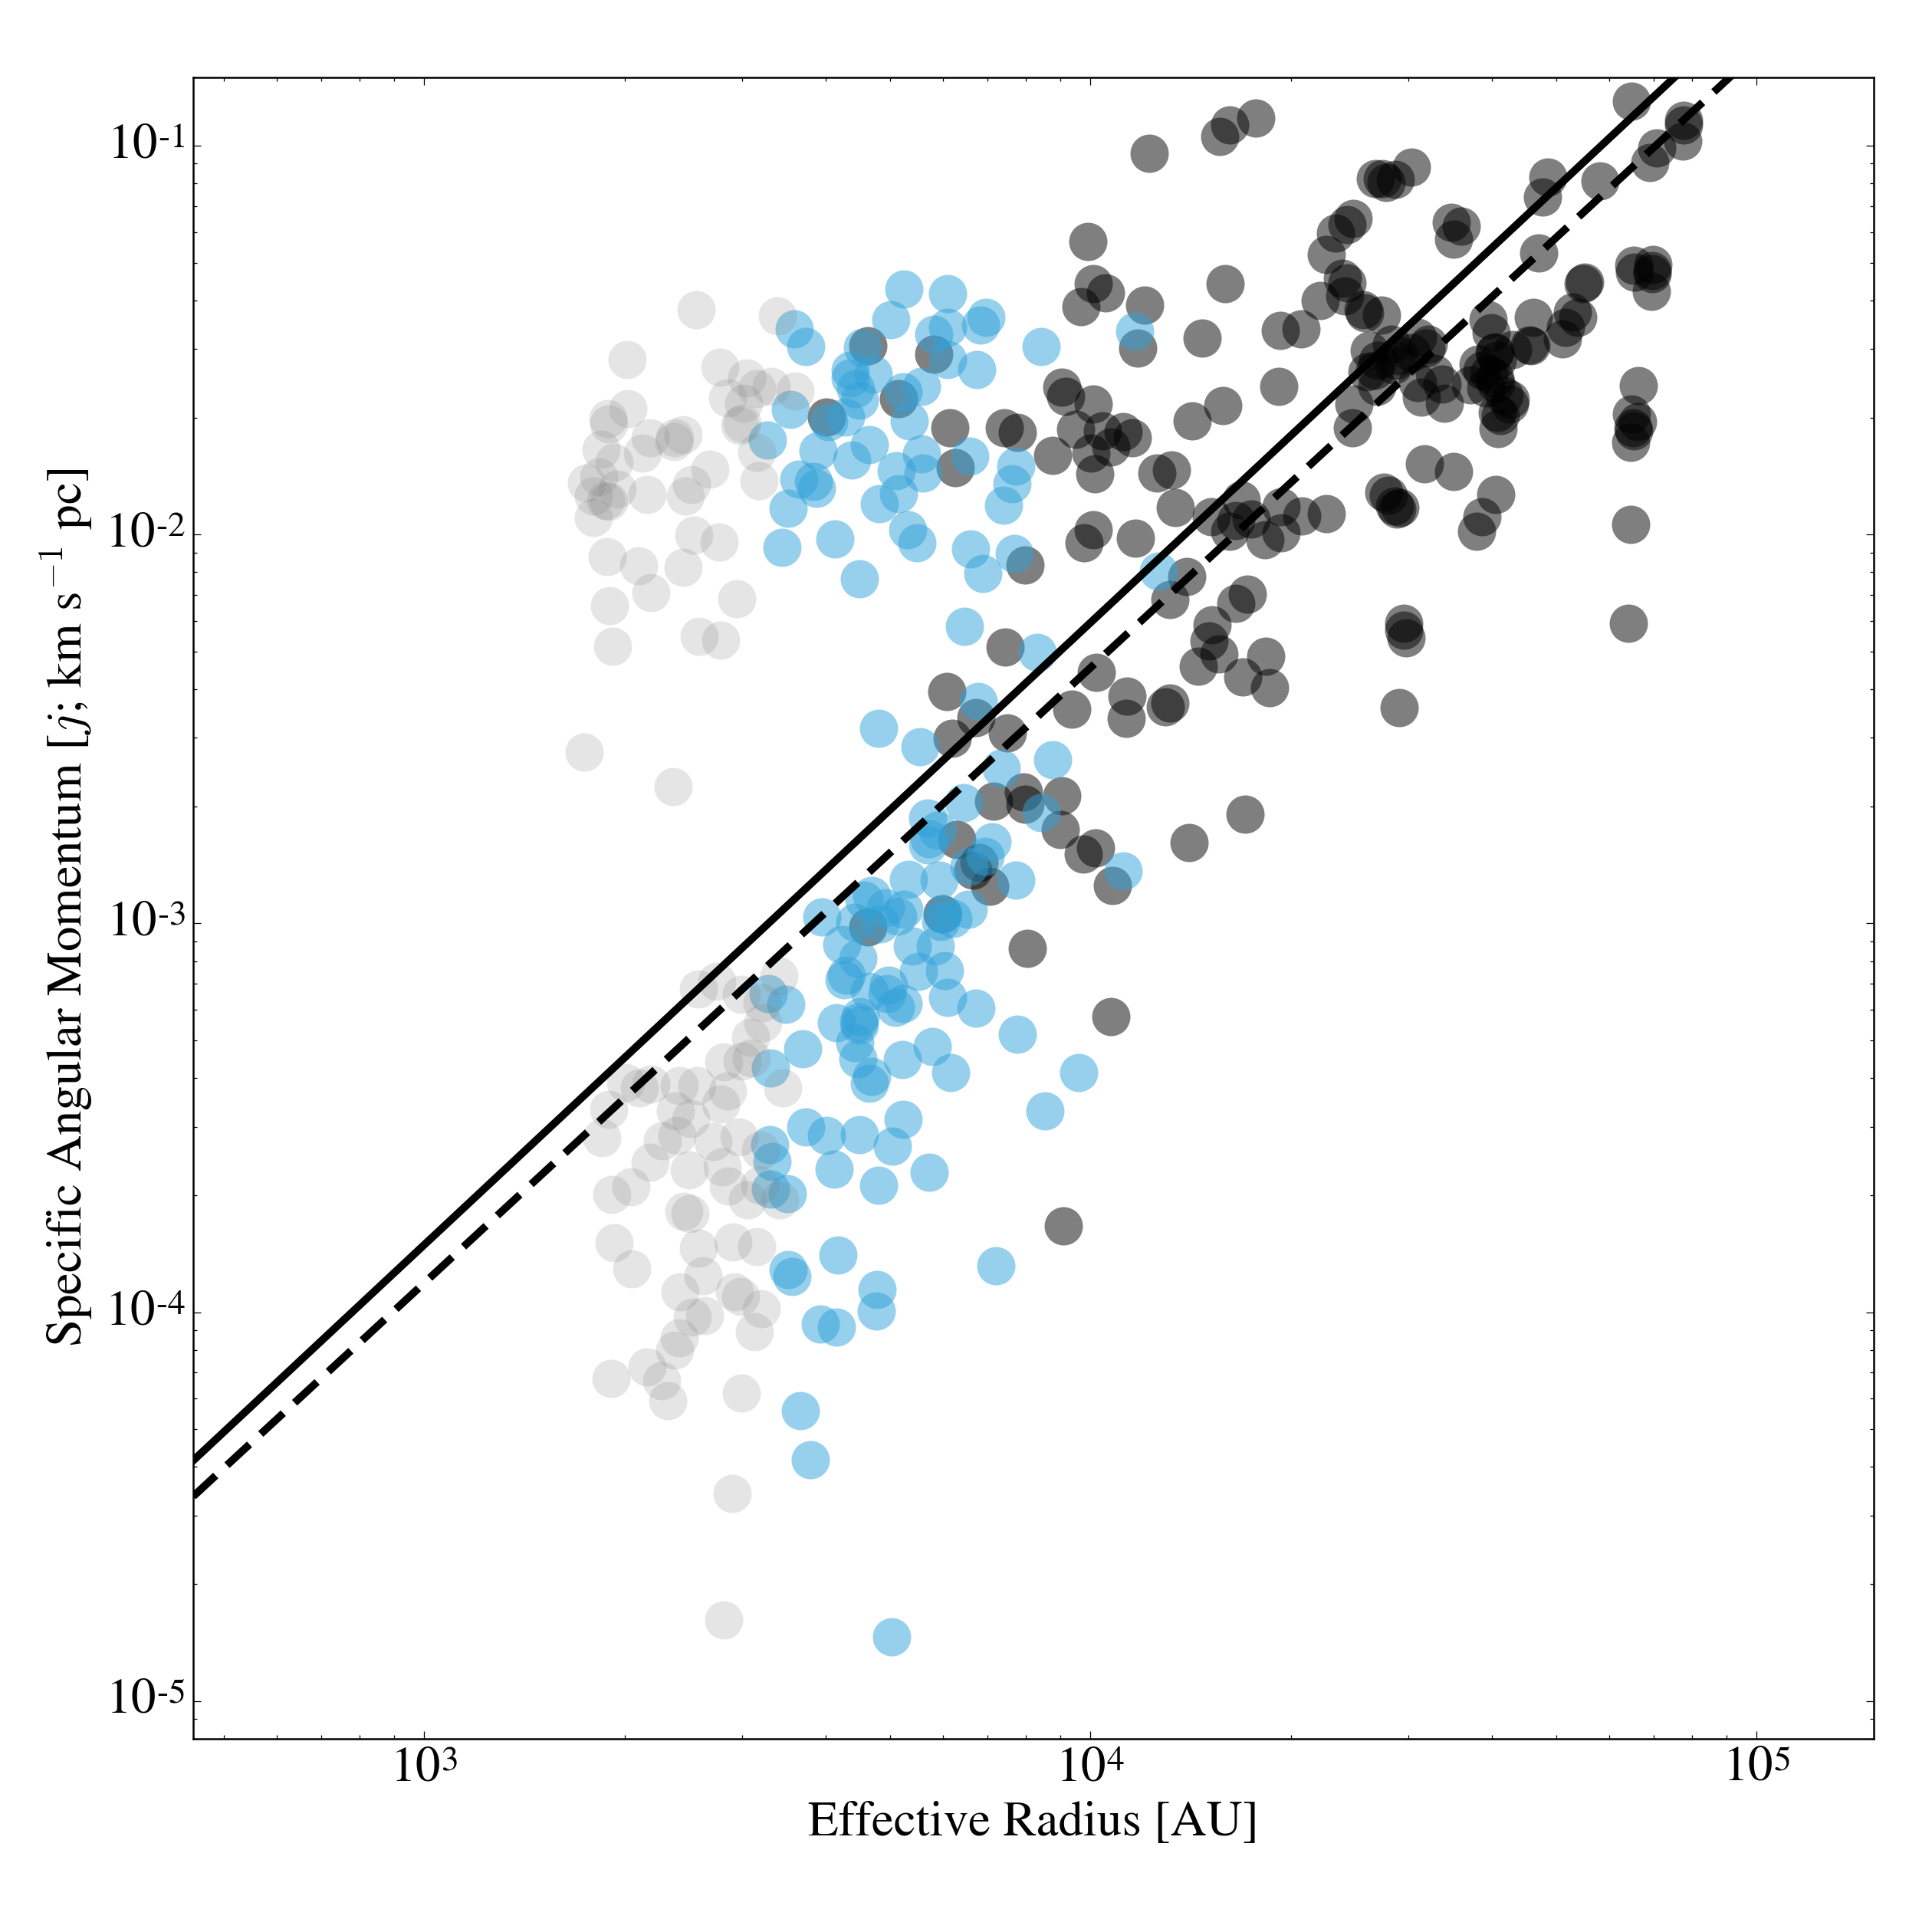 Specific Angular Momentum [j; km s⁻¹ pc]
10⁻¹
10⁻²
10⁻³
10⁻⁴
10⁻⁵
10³ 10⁴ 10⁵
Effective Radius [AU]